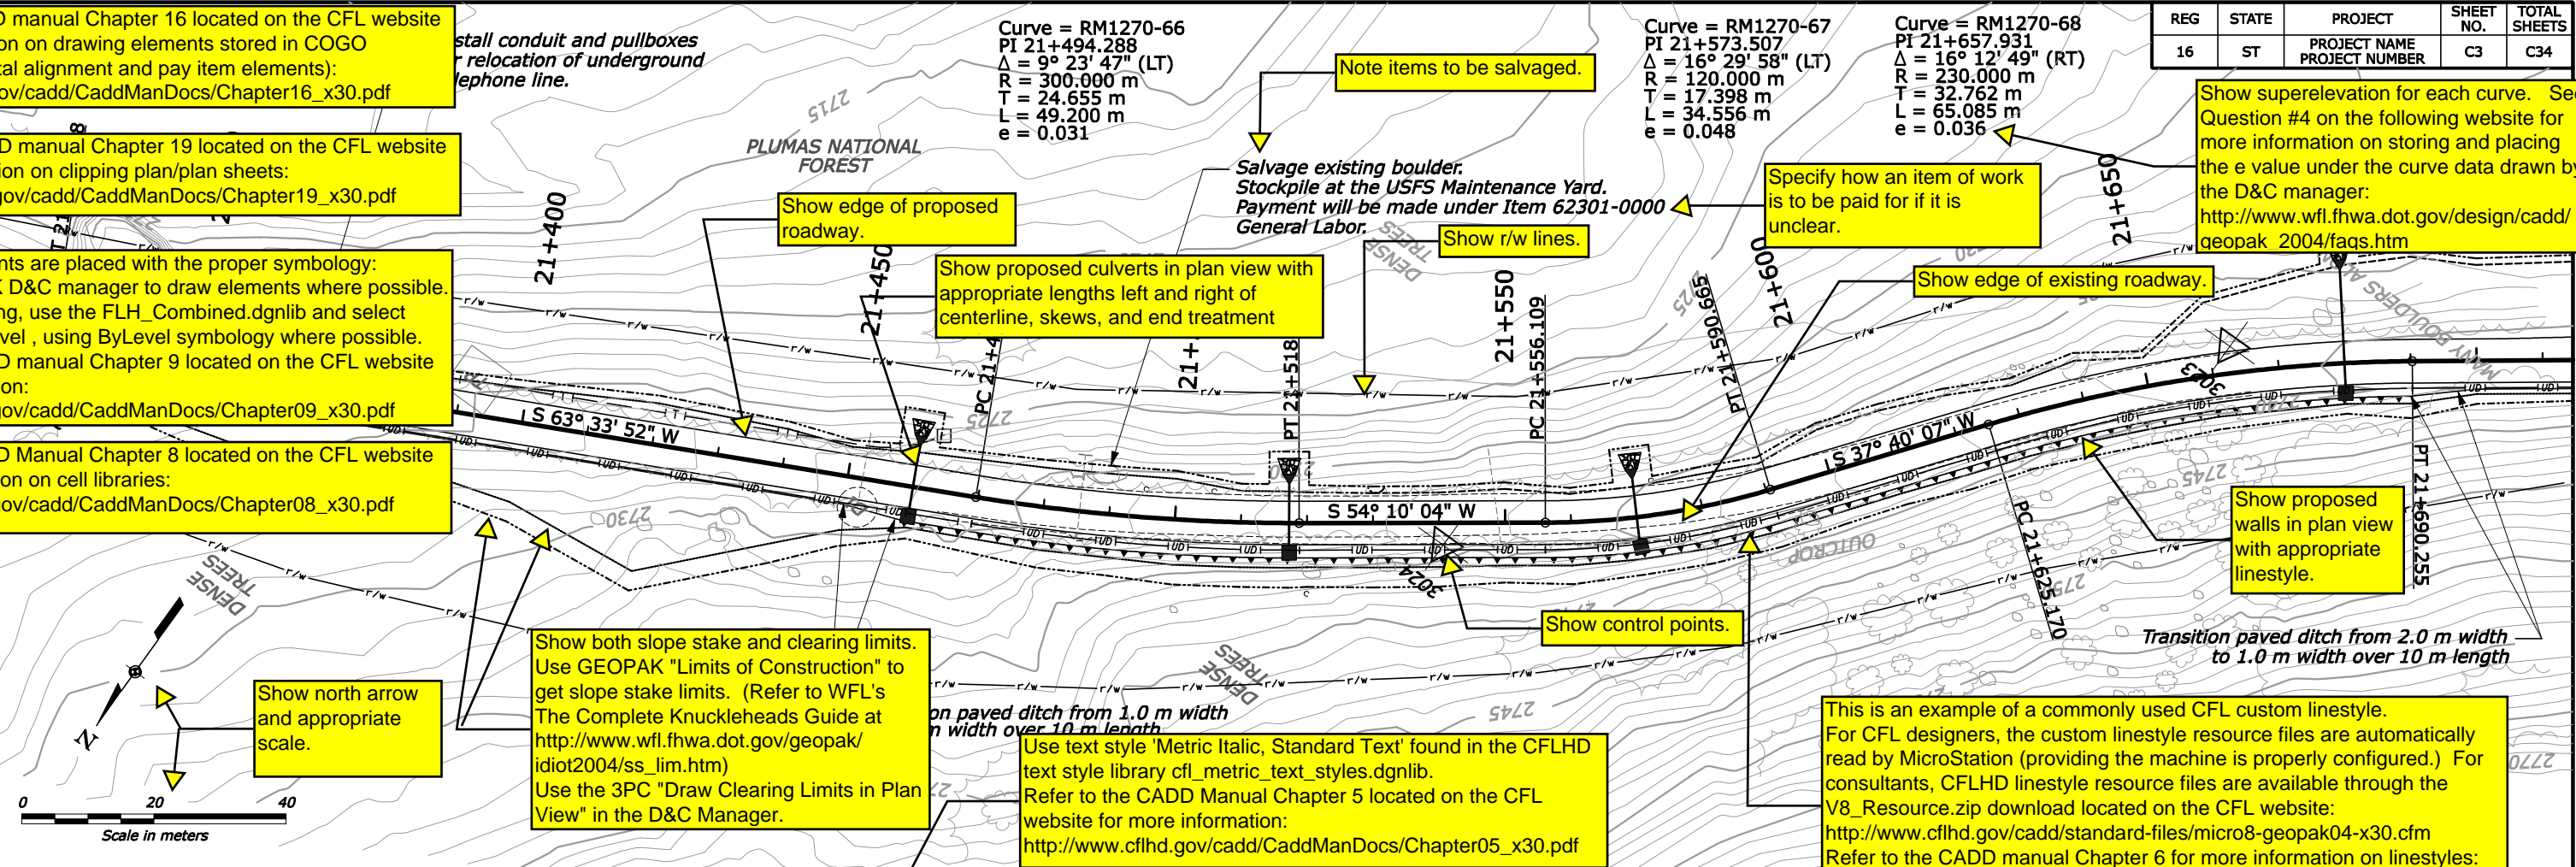 D manual Chapter 16 located on the CFL website
on on drawing elements stored in COGO
tal alignment and pay item elements):
ov/cadd/CaddManDocs/Chapter16_x30.pdf
stall conduit and pullboxes
r relocation of underground
lephone line.
D manual Chapter 19 located on the CFL website
ion on clipping plan/plan sheets:
gov/cadd/CaddManDocs/Chapter19_x30.pdf
nts are placed with the proper symbology:
K D&C manager to draw elements where possible.
ng, use the FLH_Combined.dgnlib and select
vel , using ByLevel symbology where possible.
D manual Chapter 9 located on the CFL website
on:
gov/cadd/CaddManDocs/Chapter09_x30.pdf
D Manual Chapter 8 located on the CFL website
ion on cell libraries:
gov/cadd/CaddManDocs/Chapter08_x30.pdf
Curve = RM1270-66
PI 21+494.288
Δ = 9° 23' 47" (LT)
R = 300.000 m
T = 24.655 m
L = 49.200 m
e = 0.031
Note items to be salvaged.
Curve = RM1270-67
PI 21+573.507
Δ = 16° 29' 58" (LT)
R = 120.000 m
T = 17.398 m
L = 34.556 m
e = 0.048
Curve = RM1270-68
PI 21+657.931
Δ = 16° 12' 49" (RT)
R = 230.000 m
T = 32.762 m
L = 65.085 m
e = 0.036
REG STATE PROJECT SHEET NO. TOTAL SHEETS
16 ST PROJECT NAME PROJECT NUMBER C3 C34
Show superelevation for each curve. See
Question #4 on the following website for
more information on storing and placing
the e value under the curve data drawn by
the D&C manager:
http://www.wfl.fhwa.dot.gov/design/cadd/
geopak_2004/faqs.htm
2715
PLUMAS NATIONAL
FOREST
Salvage existing boulder.
Stockpile at the USFS Maintenance Yard.
Payment will be made under Item 62301-0000
General Labor.
Specify how an item of work
is to be paid for if it is
unclear.
Show edge of proposed
roadway.
Show r/w lines.
Show proposed culverts in plan view with
appropriate lengths left and right of
centerline, skews, and end treatment
Show edge of existing roadway.
21+400
21+450
21+
21+550
21+600
21+650
DENSE
TREES
2725
2730
MANY BOULDERS
PC 21+4
PT 21+518
PC 21+556.109
PT 21+590.665
PC 21+625.170
PT 21+690.255
S 63° 33' 52" W
S 54° 10' 04" W
S 37° 40' 07" W
2725
2730
3023
3024
2740
2745
OUTCROP
r/w
UD
Show proposed
walls in plan view
with appropriate
linestyle.
Show control points.
DENSE
TREES
DENSE
TREES
Transition paved ditch from 2.0 m width
to 1.0 m width over 10 m length
Show both slope stake and clearing limits.
Use GEOPAK "Limits of Construction" to
get slope stake limits. (Refer to WFL's
The Complete Knuckleheads Guide at
http://www.wfl.fhwa.dot.gov/geopak/
idiot2004/ss_lim.htm)
Use the 3PC "Draw Clearing Limits in Plan
View" in the D&C Manager.
Show north arrow
and appropriate
scale.
N
0 20 40
Scale in meters
on paved ditch from 1.0 m width
m width over 10 m length
2745
2770
Use text style 'Metric Italic, Standard Text' found in the CFLHD
text style library cfl_metric_text_styles.dgnlib.
Refer to the CADD Manual Chapter 5 located on the CFL
website for more information:
http://www.cflhd.gov/cadd/CaddManDocs/Chapter05_x30.pdf
This is an example of a commonly used CFL custom linestyle.
For CFL designers, the custom linestyle resource files are automatically
read by MicroStation (providing the machine is properly configured.) For
consultants, CFLHD linestyle resource files are available through the
V8_Resource.zip download located on the CFL website:
http://www.cflhd.gov/cadd/standard-files/micro8-geopak04-x30.cfm
Refer to the CADD manual Chapter 6 for more information on linestyles: